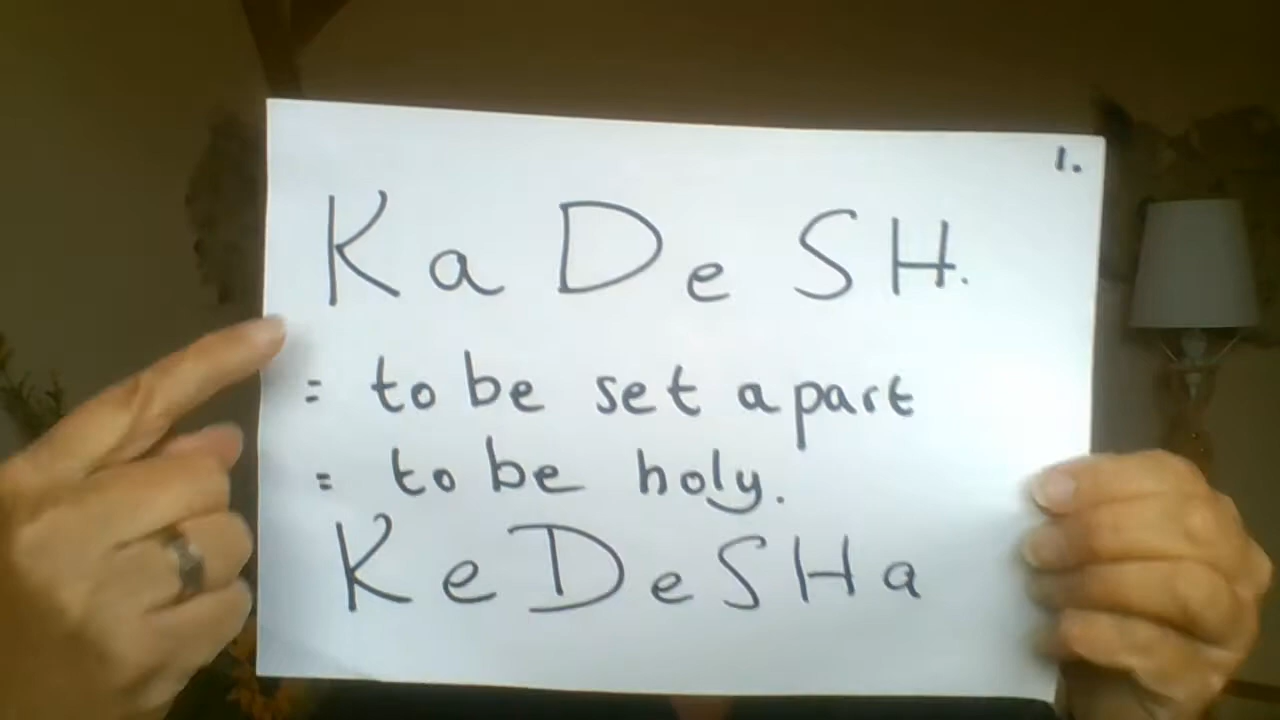 1.
KaDeSH.
= to be set apart
= to be holy.
KeDeSHa